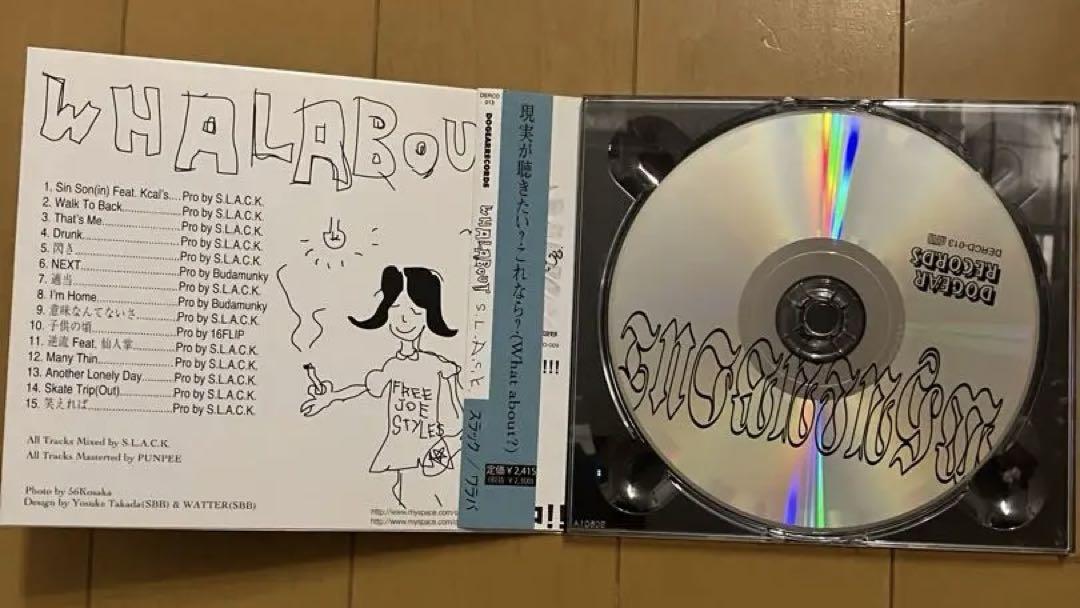 WHALABOU
1. Sin Son(in) Feat. Kcal's....Pro by S.L.A.C.K.
2. Walk To Back...............Pro by S.L.A.C.K.
3. That's Me....................Pro by S.L.A.C.K.
4. Drunk.........................Pro by S.L.A.C.K.
5. 閃き...........................Pro by S.L.A.C.K.
6. NEXT.........................Pro by Budamunky
7. 適当...........................Pro by S.L.A.C.K.
8. I'm Home...................Pro by Budamunky
9. 意味なんてないさ........Pro by S.L.A.C.K.
10. 子供の頃...................Pro by 16FLIP
11. 逆流 Feat. 仙人掌.......Pro by S.L.A.C.K.
12. Many Thin................Pro by S.L.A.C.K.
13. Another Lonely Day......Pro by S.L.A.C.K.
14. Skate Trip(Out)..........Pro by S.L.A.C.K.
15. 笑えれば...................Pro by S.L.A.C.K.
All Tracks Mixed by S.L.A.C.K.
All Tracks Masterted by PUNPEE
Photo by 56Kosaka
Design by Yosuke Takada(SBB) & WATTER(SBB)
FREE
JOE
STYLES
http://www.myspace.com/
http://www.myspace.com/
DERCD
013
DOGEARRECORDS
WHALABOUT
S.L.A.C.K
スラック／ワラバ
現実が聴きたい？これなら？(What about?)
定価 ¥2,415
(税抜 ¥2,300)
!!!
DOGEAR
RECORDS
DERCD-013